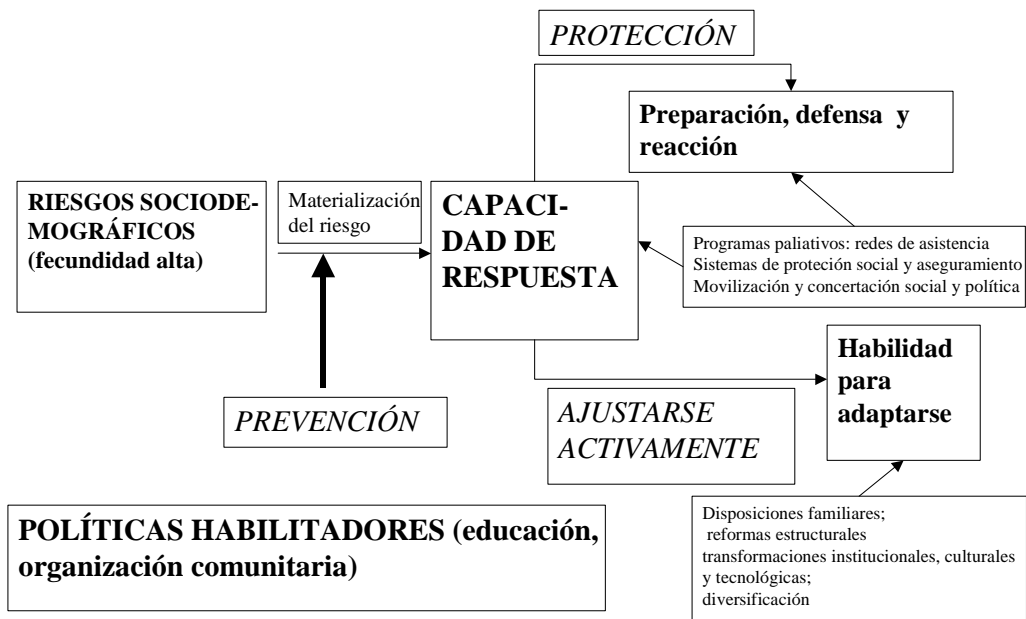 PROTECCIÓN
Preparación, defensa y
reacción
RIESGOS SOCIODE-
MOGRÁFICOS
(fecundidad alta)
Materialización
del riesgo
CAPACI-
DAD DE
RESPUESTA
Programas paliativos: redes de asistencia
Sistemas de proteción social y aseguramiento
Movilización y concertación social y política
Habilidad
para
adaptarse
PREVENCIÓN
AJUSTARSE
ACTIVAMENTE
POLÍTICAS HABILITADORES (educación,
organización comunitaria)
Disposiciones familiares;
reformas estructurales
transformaciones institucionales, culturales
y tecnológicas;
diversificación